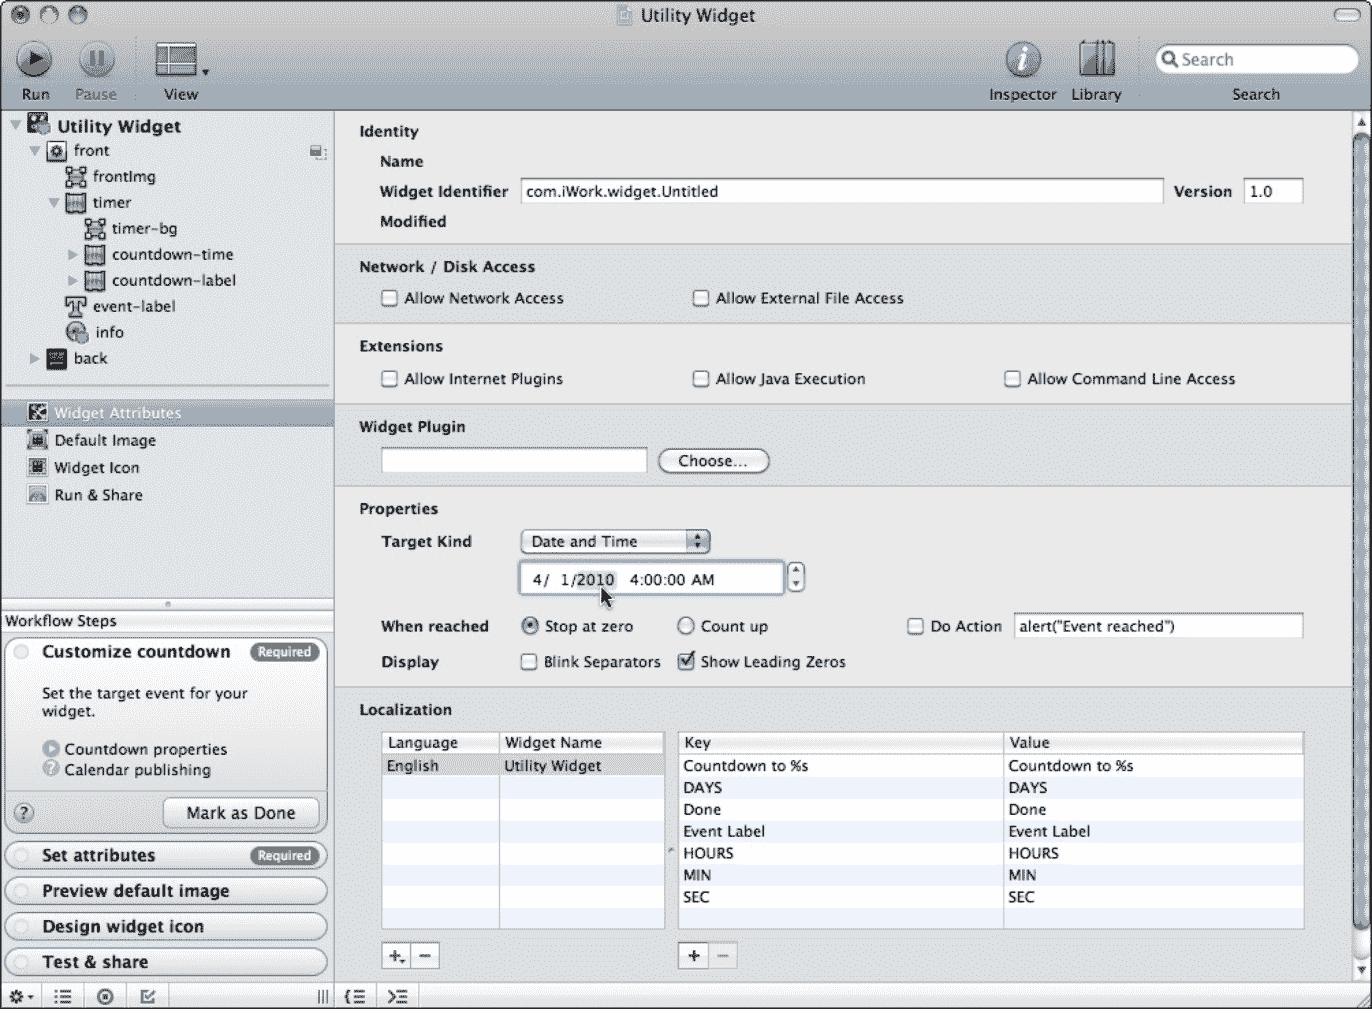 Utility Widget
Run Pause View Inspector Library Search
Search
Utility Widget
front
frontImg
timer
timer-bg
countdown-time
countdown-label
event-label
info
back
Widget Attributes
Default Image
Widget Icon
Run & Share
Workflow Steps
Customize countdown Required
Set the target event for your
widget.
Countdown properties
? Calendar publishing
? Mark as Done
Set attributes Required
Preview default image
Design widget icon
Test & share
Identity
Name
Widget Identifier com.iWork.widget.Untitled Version 1.0
Modified
Network / Disk Access
Allow Network Access Allow External File Access
Extensions
Allow Internet Plugins Allow Java Execution Allow Command Line Access
Widget Plugin
Choose...
Properties
Target Kind Date and Time
4/ 1/2010 4:00:00 AM
When reached Stop at zero Count up Do Action alert("Event reached")
Display Blink Separators Show Leading Zeros
Localization
Language Widget Name Key Value
English Utility Widget Countdown to %s Countdown to %s
DAYS DAYS
Done Done
Event Label Event Label
HOURS HOURS
MIN MIN
SEC SEC